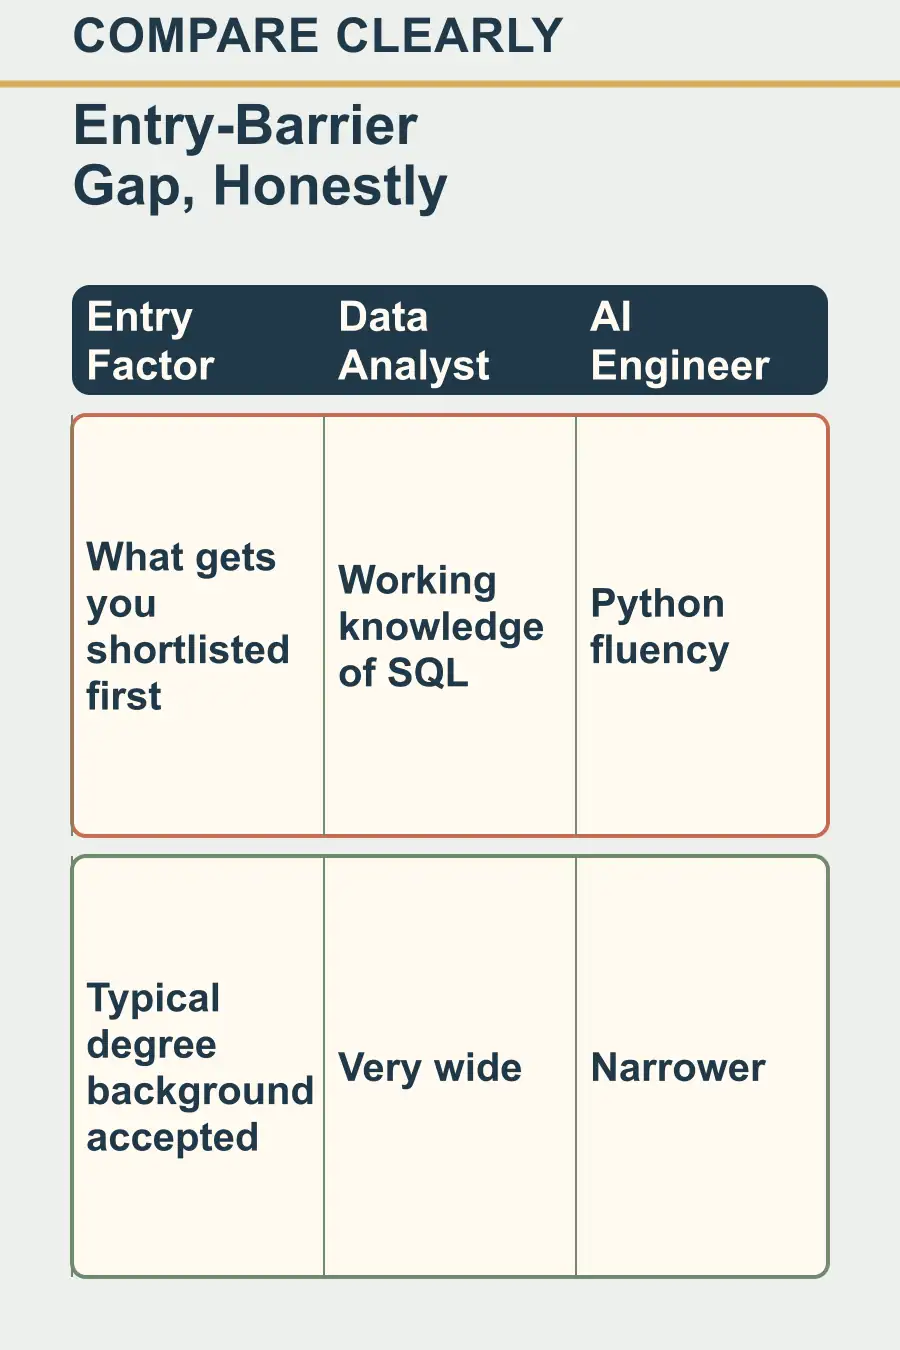 COMPARE CLEARLY
Entry-Barrier
Gap, Honestly
Entry
Factor
Data
Analyst
AI
Engineer
What gets
you
shortlisted
first
Working
knowledge
of SQL
Python
fluency
Typical
degree
background
accepted
Very wide
Narrower